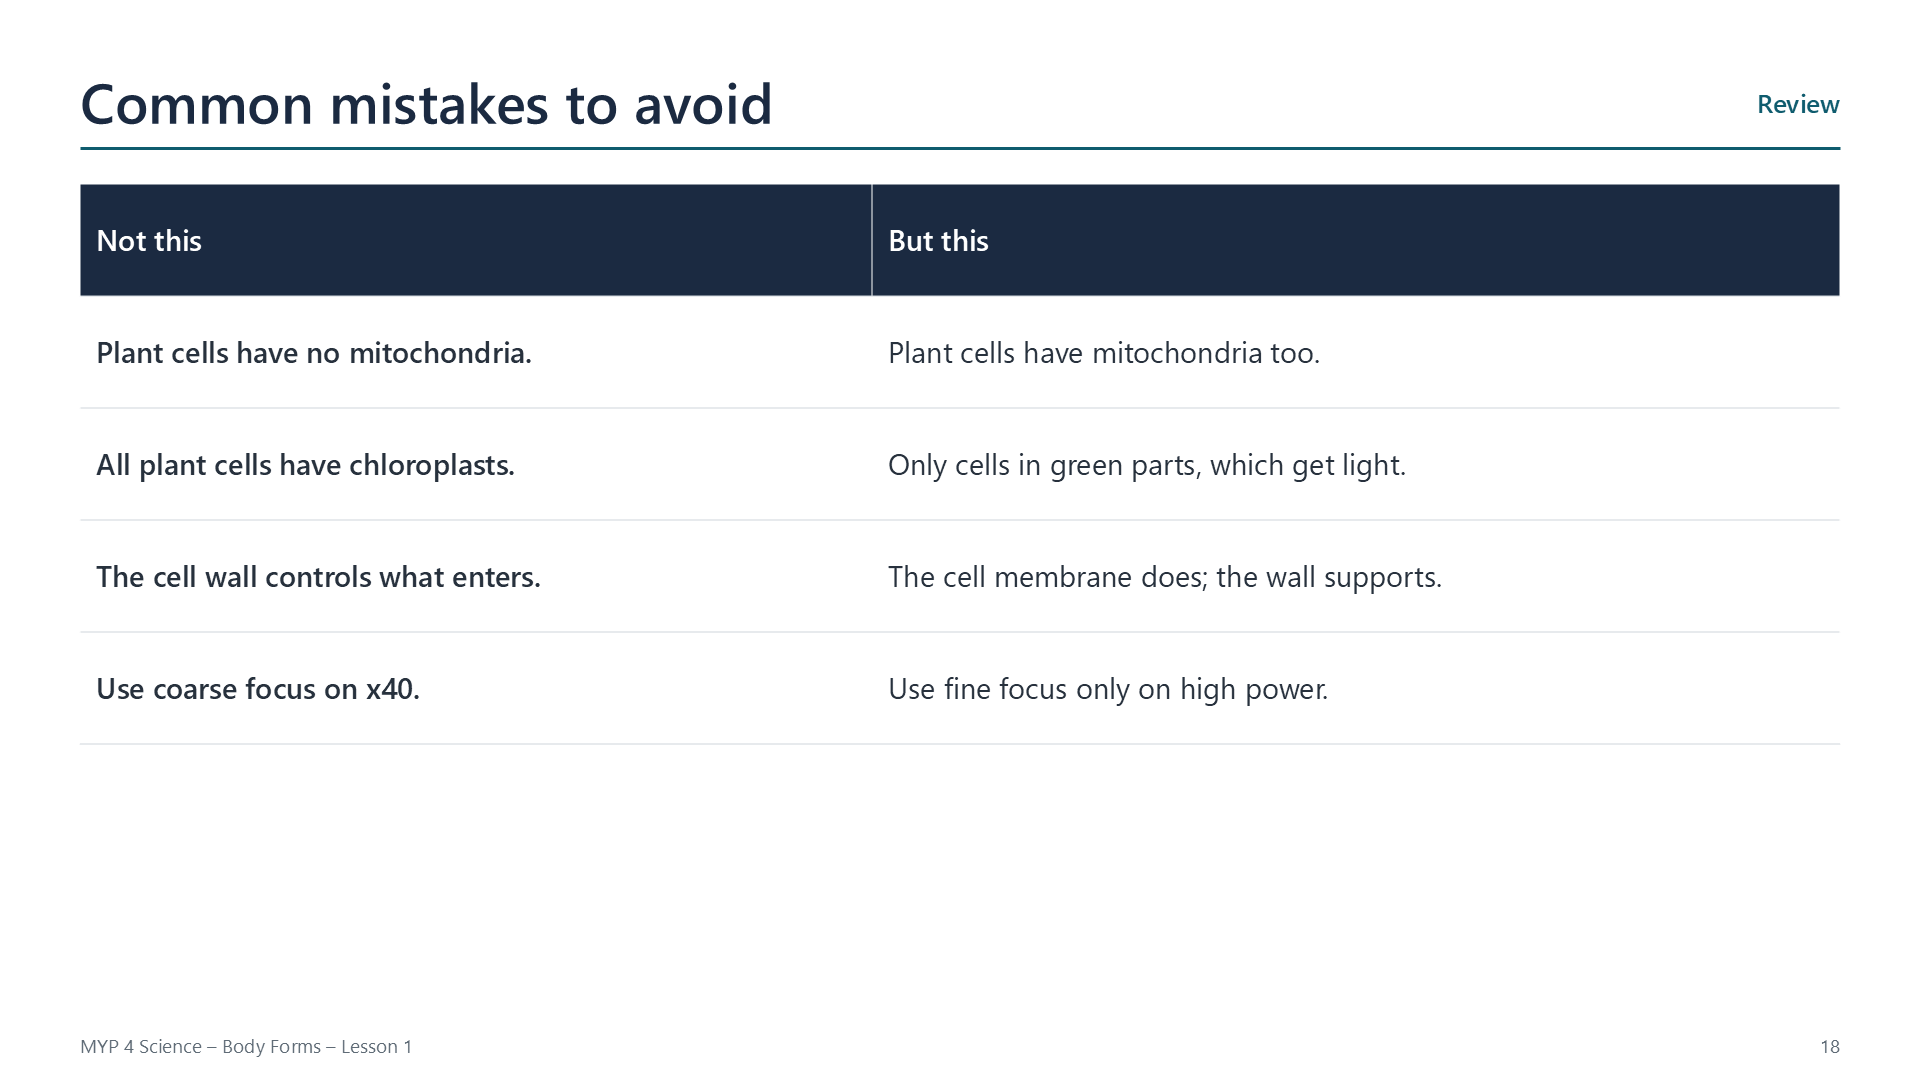 Common mistakes to avoid
Review
Not this
But this
Plant cells have no mitochondria.
Plant cells have mitochondria too.
All plant cells have chloroplasts.
Only cells in green parts, which get light.
The cell wall controls what enters.
The cell membrane does; the wall supports.
Use coarse focus on x40.
Use fine focus only on high power.
MYP 4 Science – Body Forms – Lesson 1
18